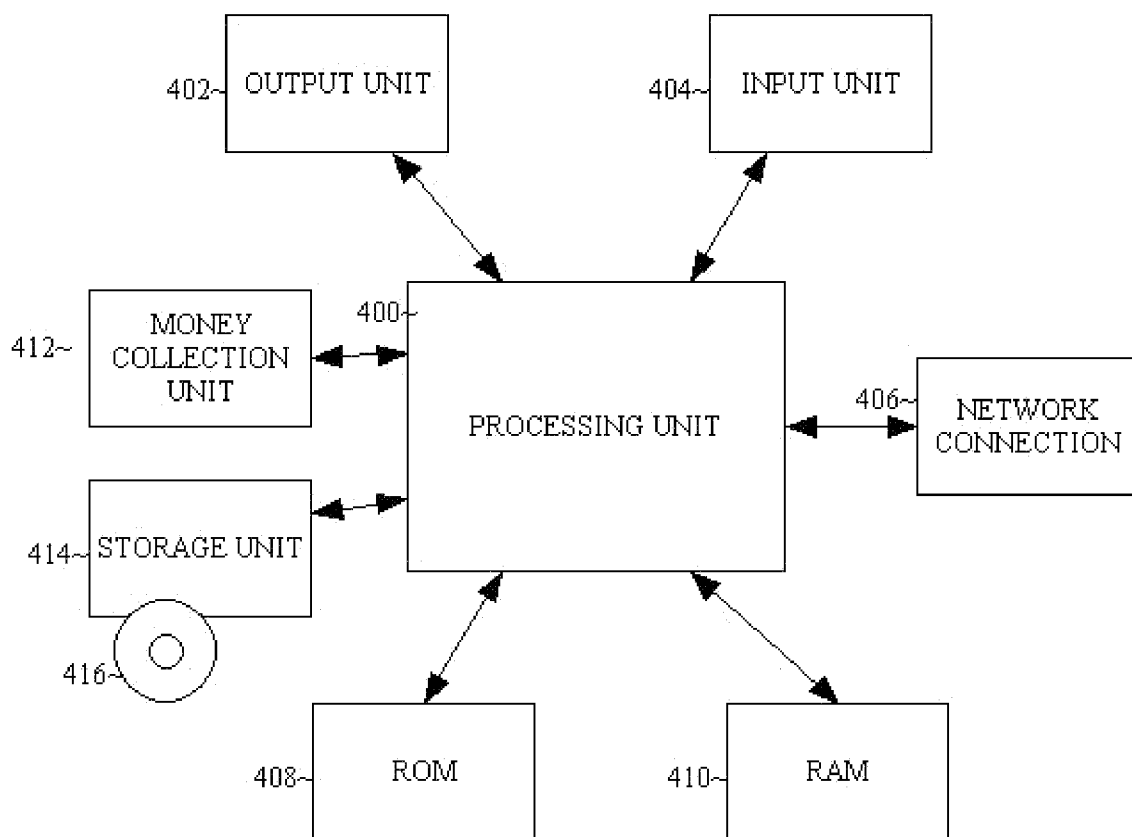 402~ OUTPUT UNIT
404~ INPUT UNIT
400~
412~ MONEY
COLLECTION
UNIT
PROCESSING UNIT
406~ NETWORK
CONNECTION
414~ STORAGE UNIT
416~
408~ ROM
410~ RAM